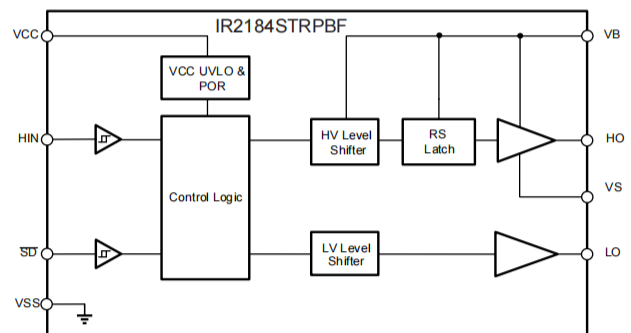 IR2184STRPBF
VCC
VB
VCC UVLO &
POR
HIN
HV Level
Shifter
RS
Latch
HO
Control Logic
VS
SD
LV Level
Shifter
LO
VSS